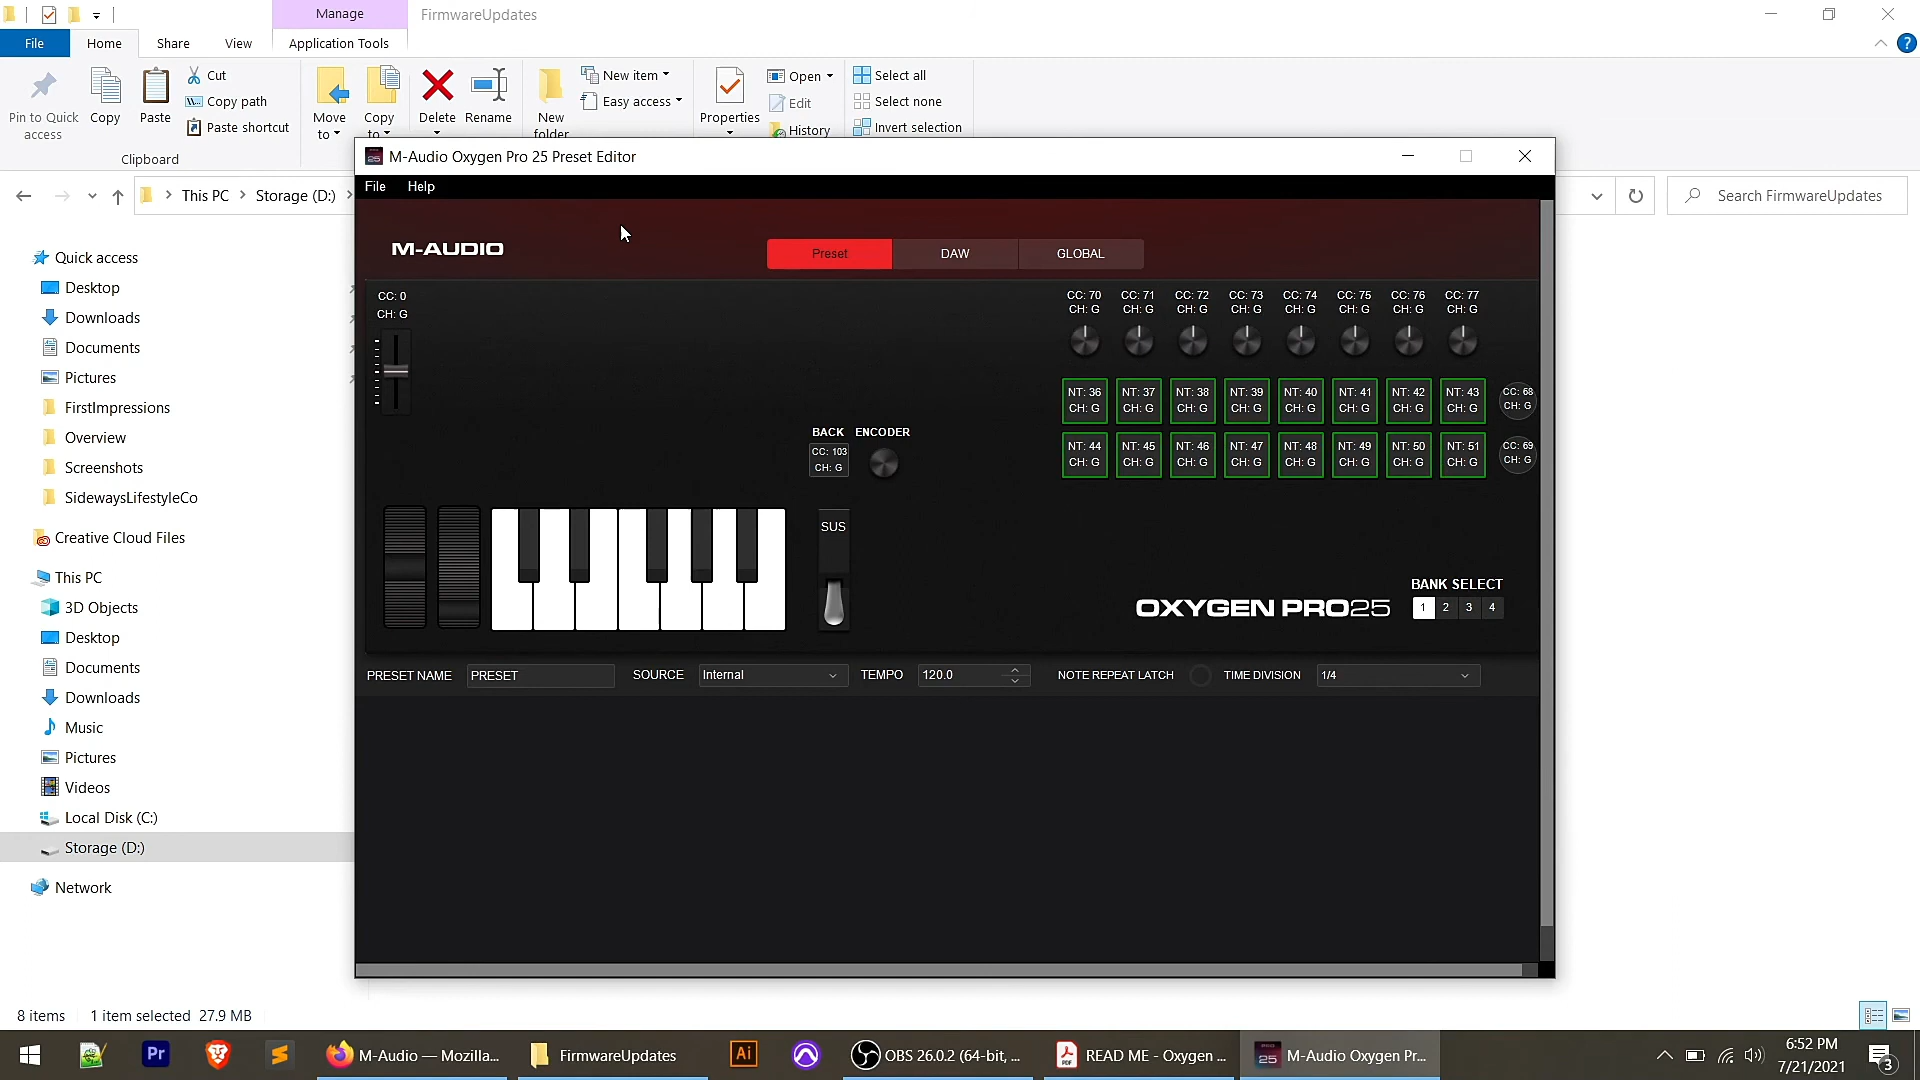 Manage
FirmwareUpdates
File
Home
Share
View
Application Tools
Pin to Quick
access
Copy
Paste
Cut
Copy path
Paste shortcut
Move
to
Copy
to
Delete
Rename
New
folder
New item
Easy access
Properties
Open
Edit
History
Select all
Select none
Invert selection
Clipboard
M-Audio Oxygen Pro 25 Preset Editor
This PC
Storage (D:)
Search FirmwareUpdates
File Help
M-AUDIO
Preset DAW GLOBAL
CC: 0
CH: G
CC: 70 CC: 71 CC: 72 CC: 73 CC: 74 CC: 75 CC: 76 CC: 77
CH: G CH: G CH: G CH: G CH: G CH: G CH: G CH: G
NT: 36 NT: 37 NT: 38 NT: 39 NT: 40 NT: 41 NT: 42 NT: 43 CC: 68
CH: G CH: G CH: G CH: G CH: G CH: G CH: G CH: G CH: G
BACK ENCODER
CC: 103
CH: G
NT: 44 NT: 45 NT: 46 NT: 47 NT: 48 NT: 49 NT: 50 NT: 51 CC: 69
CH: G CH: G CH: G CH: G CH: G CH: G CH: G CH: G CH: G
SUS
OXYGEN PRO25
BANK SELECT
1 2 3 4
PRESET NAME PRESET SOURCE Internal TEMPO 120.0 NOTE REPEAT LATCH TIME DIVISION 1/4
Quick access
Desktop
Downloads
Documents
Pictures
FirstImpressions
Overview
Screenshots
SidewaysLifestyleCo
Creative Cloud Files
This PC
3D Objects
Desktop
Documents
Downloads
Music
Pictures
Videos
Local Disk (C:)
Storage (D:)
Network
8 items 1 item selected 27.9 MB
Pr
M-Audio — Mozilla...
FirmwareUpdates
Ai
OBS 26.0.2 (64-bit, ...
READ ME - Oxygen ...
25
M-Audio Oxygen Pr...
6:52 PM
7/21/2021
3